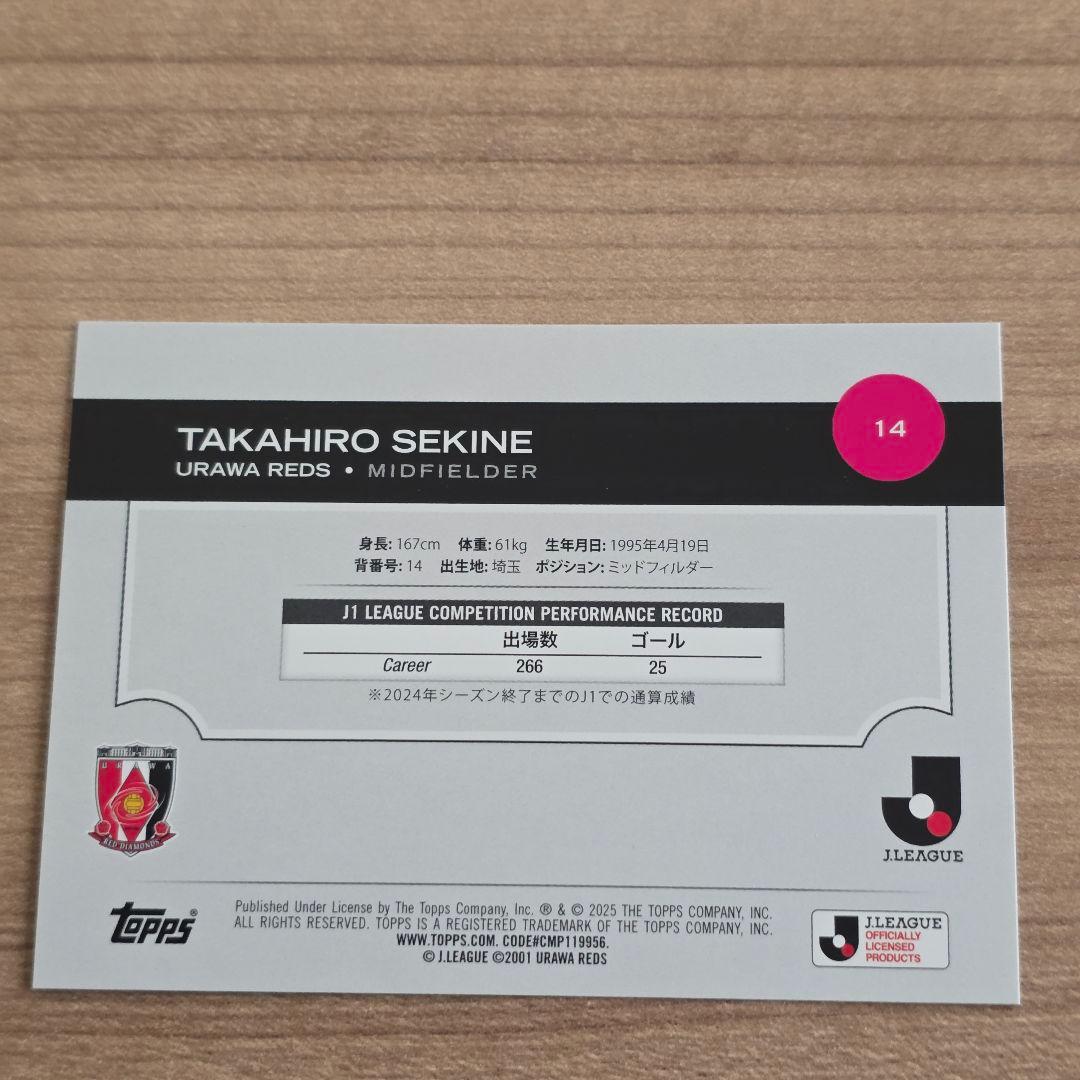 TAKAHIRO SEKINE
URAWA REDS • MIDFIELDER
14
身長: 167cm 体重: 61kg 生年月日: 1995年4月19日
背番号: 14 出生地: 埼玉 ポジション: ミッドフィルダー
J1 LEAGUE COMPETITION PERFORMANCE RECORD
出場数 ゴール
Career 266 25
※2024年シーズン終了までのJ1での通算成績
URAWA
RED DIAMONDS
J.LEAGUE
Topps®
Published Under License by The Topps Company, Inc. ® & © 2025 THE TOPPS COMPANY, INC.
ALL RIGHTS RESERVED. TOPPS IS A REGISTERED TRADEMARK OF THE TOPPS COMPANY, INC.
WWW.TOPPS.COM. CODE#CMP119956.
© J.LEAGUE ©2001 URAWA REDS
J.LEAGUE
OFFICIALLY
LICENSED
PRODUCTS